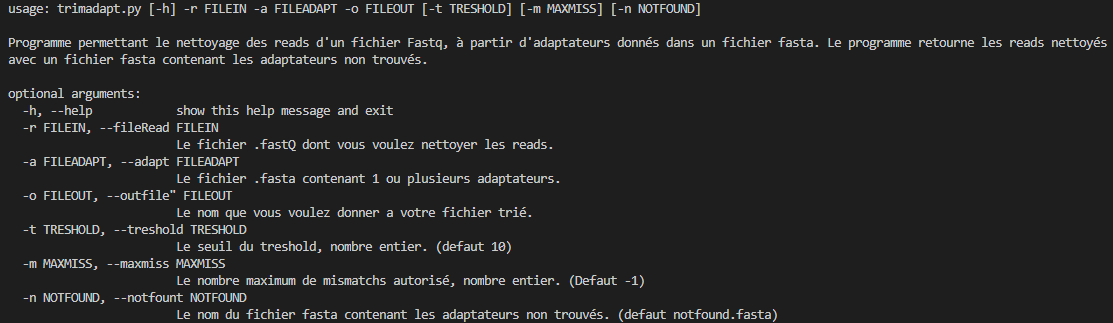 usage: trimadapt.py [-h] -r FILEIN -a FILEADAPT -o FILEOUT [-t TRESHOLD] [-m MAXMISS] [-n NOTFOUND]
Programme permettant le nettoyage des reads d'un fichier Fastq, à partir d'adaptateurs donnés dans un fichier fasta. Le programme retourne les reads nettoyés
avec un fichier fasta contenant les adaptateurs non trouvés.
optional arguments:
-h, --help show this help message and exit
-r FILEIN, --fileRead FILEIN
Le fichier .fastQ dont vous voulez nettoyer les reads.
-a FILEADAPT, --adapt FILEADAPT
Le fichier .fasta contenant 1 ou plusieurs adaptateurs.
-o FILEOUT, --outfile" FILEOUT
Le nom que vous voulez donner a votre fichier trié.
-t TRESHOLD, --treshold TRESHOLD
Le seuil du treshold, nombre entier. (defaut 10)
-m MAXMISS, --maxmiss MAXMISS
Le nombre maximum de mismatchs autorisé, nombre entier. (Defaut -1)
-n NOTFOUND, --notfount NOTFOUND
Le nom du fichier fasta contenant les adaptateurs non trouvés. (defaut notfound.fasta)